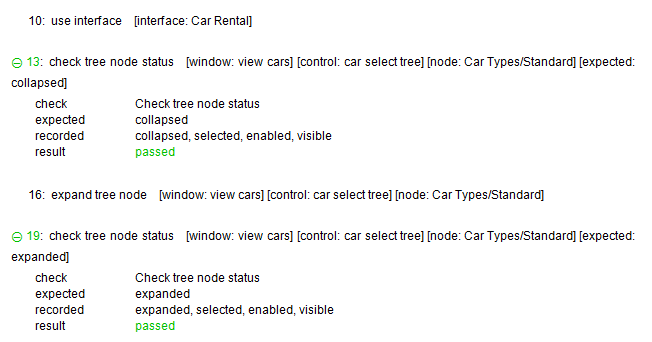 10: use interface [interface: Car Rental]
13: check tree node status [window: view cars] [control: car select tree] [node: Car Types/Standard] [expected:
collapsed]
check Check tree node status
expected collapsed
recorded collapsed, selected, enabled, visible
result passed
16: expand tree node [window: view cars] [control: car select tree] [node: Car Types/Standard]
19: check tree node status [window: view cars] [control: car select tree] [node: Car Types/Standard] [expected:
expanded]
check Check tree node status
expected expanded
recorded expanded, selected, enabled, visible
result passed